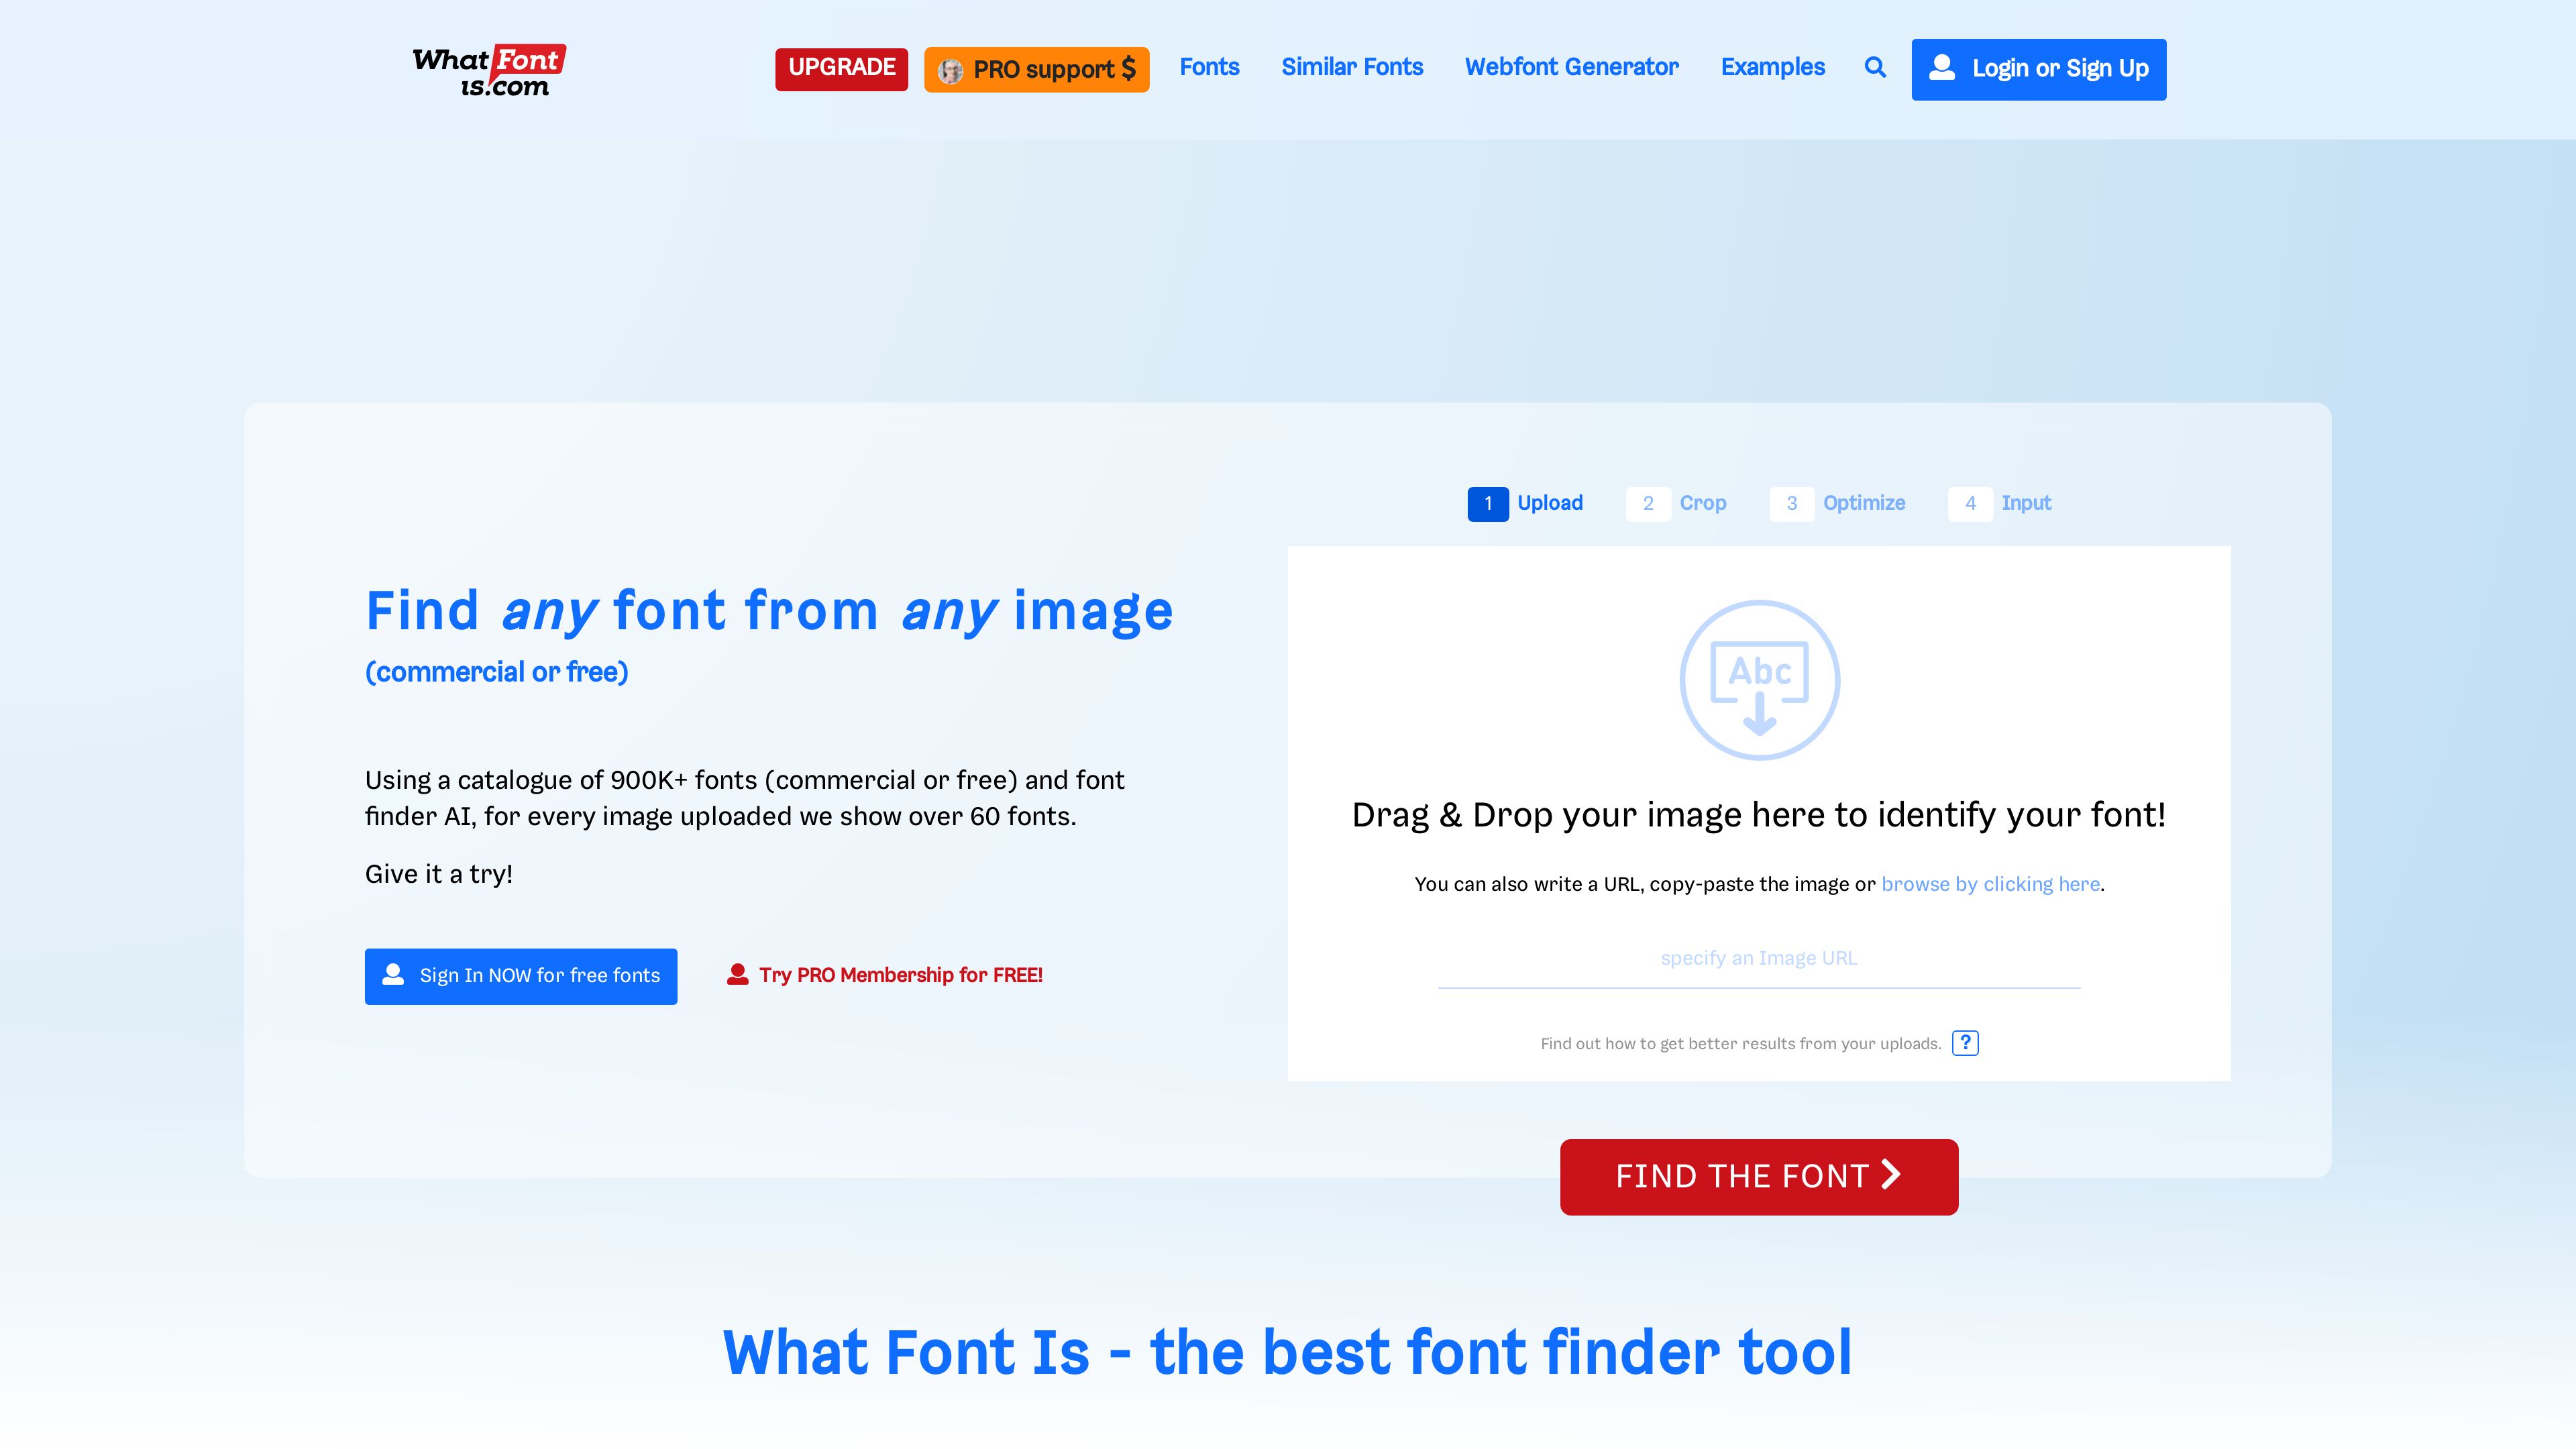 What Font
is.com
UPGRADE
PRO support $
Fonts
Similar Fonts
Webfont Generator
Examples
Login or Sign Up
1 Upload
2 Crop
3 Optimize
4 Input
Find any font from any image
(commercial or free)
Using a catalogue of 900K+ fonts (commercial or free) and font
finder AI, for every image uploaded we show over 60 fonts.
Give it a try!
Sign In NOW for free fonts
Try PRO Membership for FREE!
Abc
Drag & Drop your image here to identify your font!
You can also write a URL, copy-paste the image or browse by clicking here.
specify an Image URL
Find out how to get better results from your uploads. ?
FIND THE FONT
What Font Is - the best font finder tool